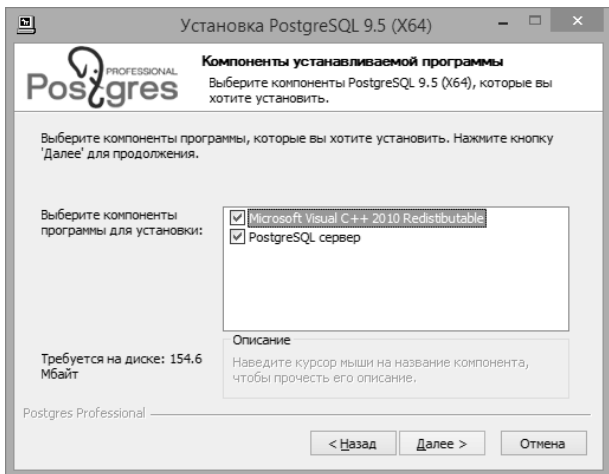 Установка PostgreSQL 9.5 (X64)
PROFESSIONAL
Postgres
Компоненты устанавливаемой программы
Выберите компоненты PostgreSQL 9.5 (X64), которые вы
хотите установить.
Выберите компоненты программы, которые вы хотите установить. Нажмите кнопку
'Далее' для продолжения.
Выберите компоненты
программы для установки:
Microsoft Visual C++ 2010 Redistibutable
PostgreSQL сервер
Требуется на диске: 154.6
Мбайт
Описание
Наведите курсор мыши на название компонента,
чтобы прочесть его описание.
Postgres Professional
< Назад
Далее >
Отмена